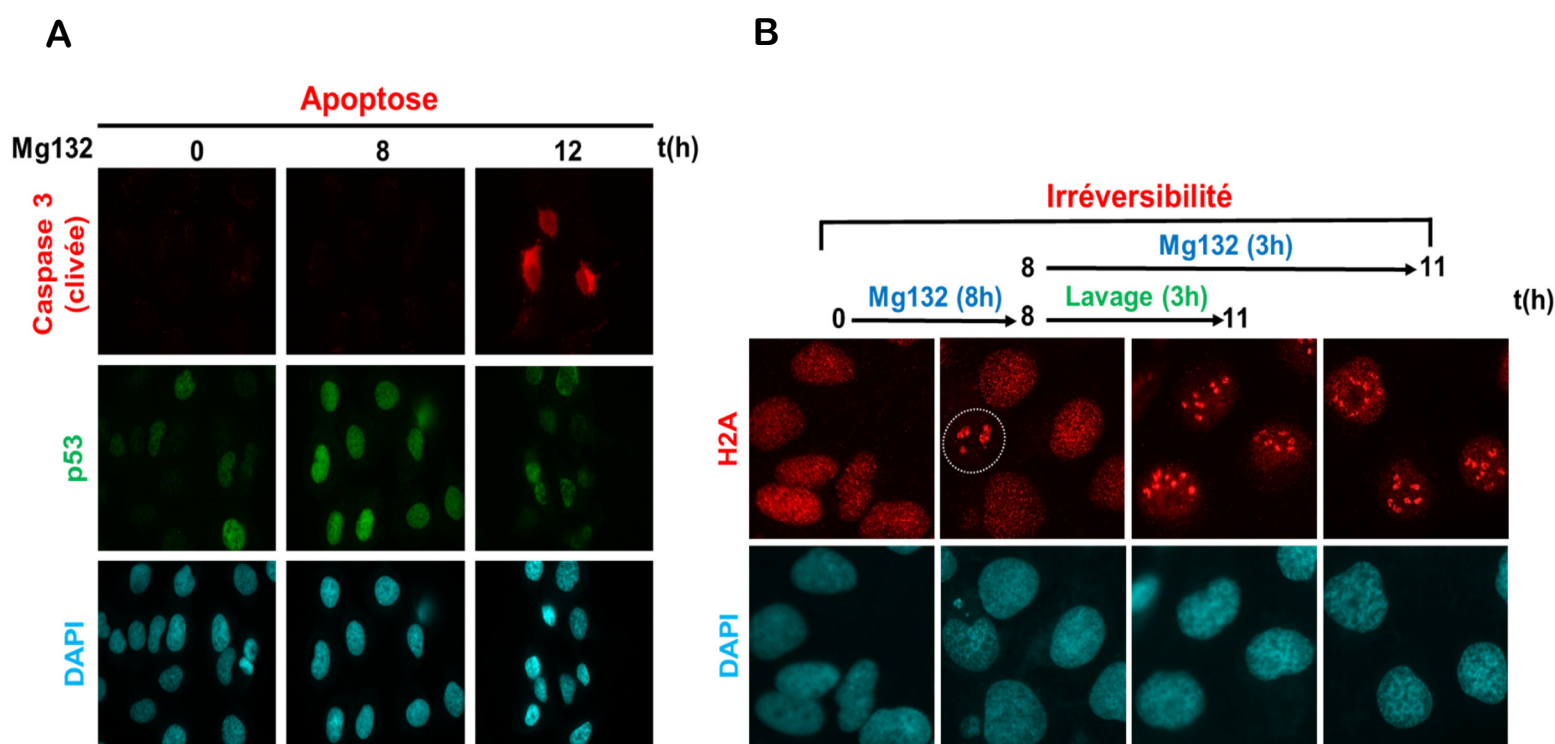 A
Apoptose
Mg132 0 8 12 t(h)
Caspase 3
(clivée)
p53
DAPI
B
Irréversibilité
Mg132 (3h)
8 11
Mg132 (8h) Lavage (3h) t(h)
0 8 11
H2A
DAPI